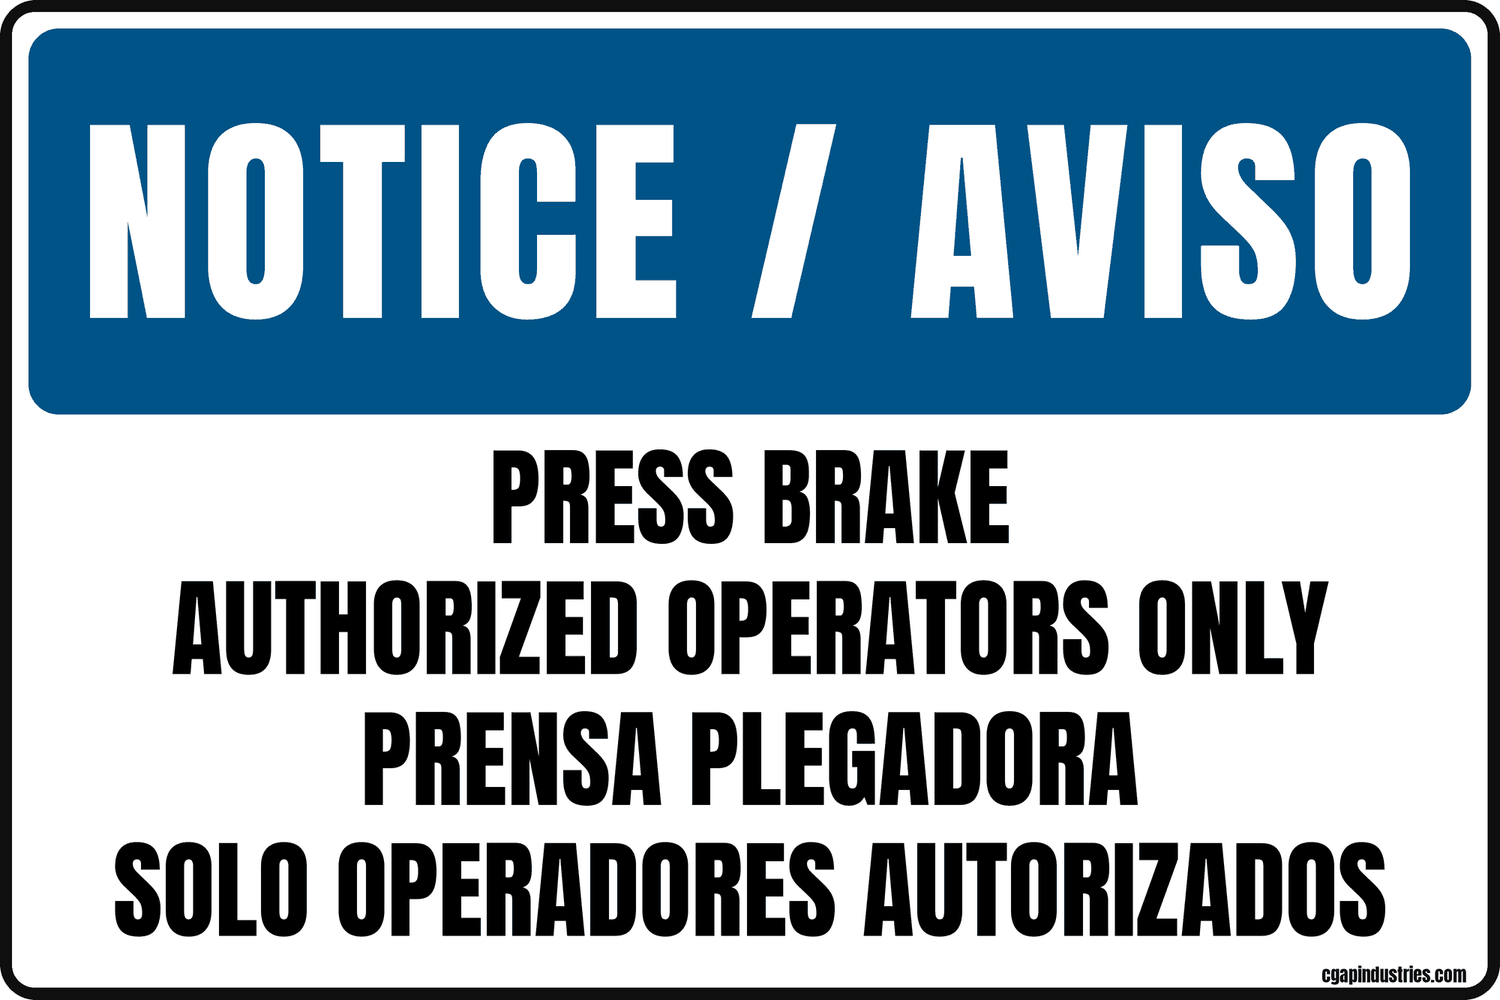 NOTICE / AVISO
PRESS BRAKE
AUTHORIZED OPERATORS ONLY
PRENSA PLEGADORA
SOLO OPERADORES AUTORIZADOS
cgapindustries.com